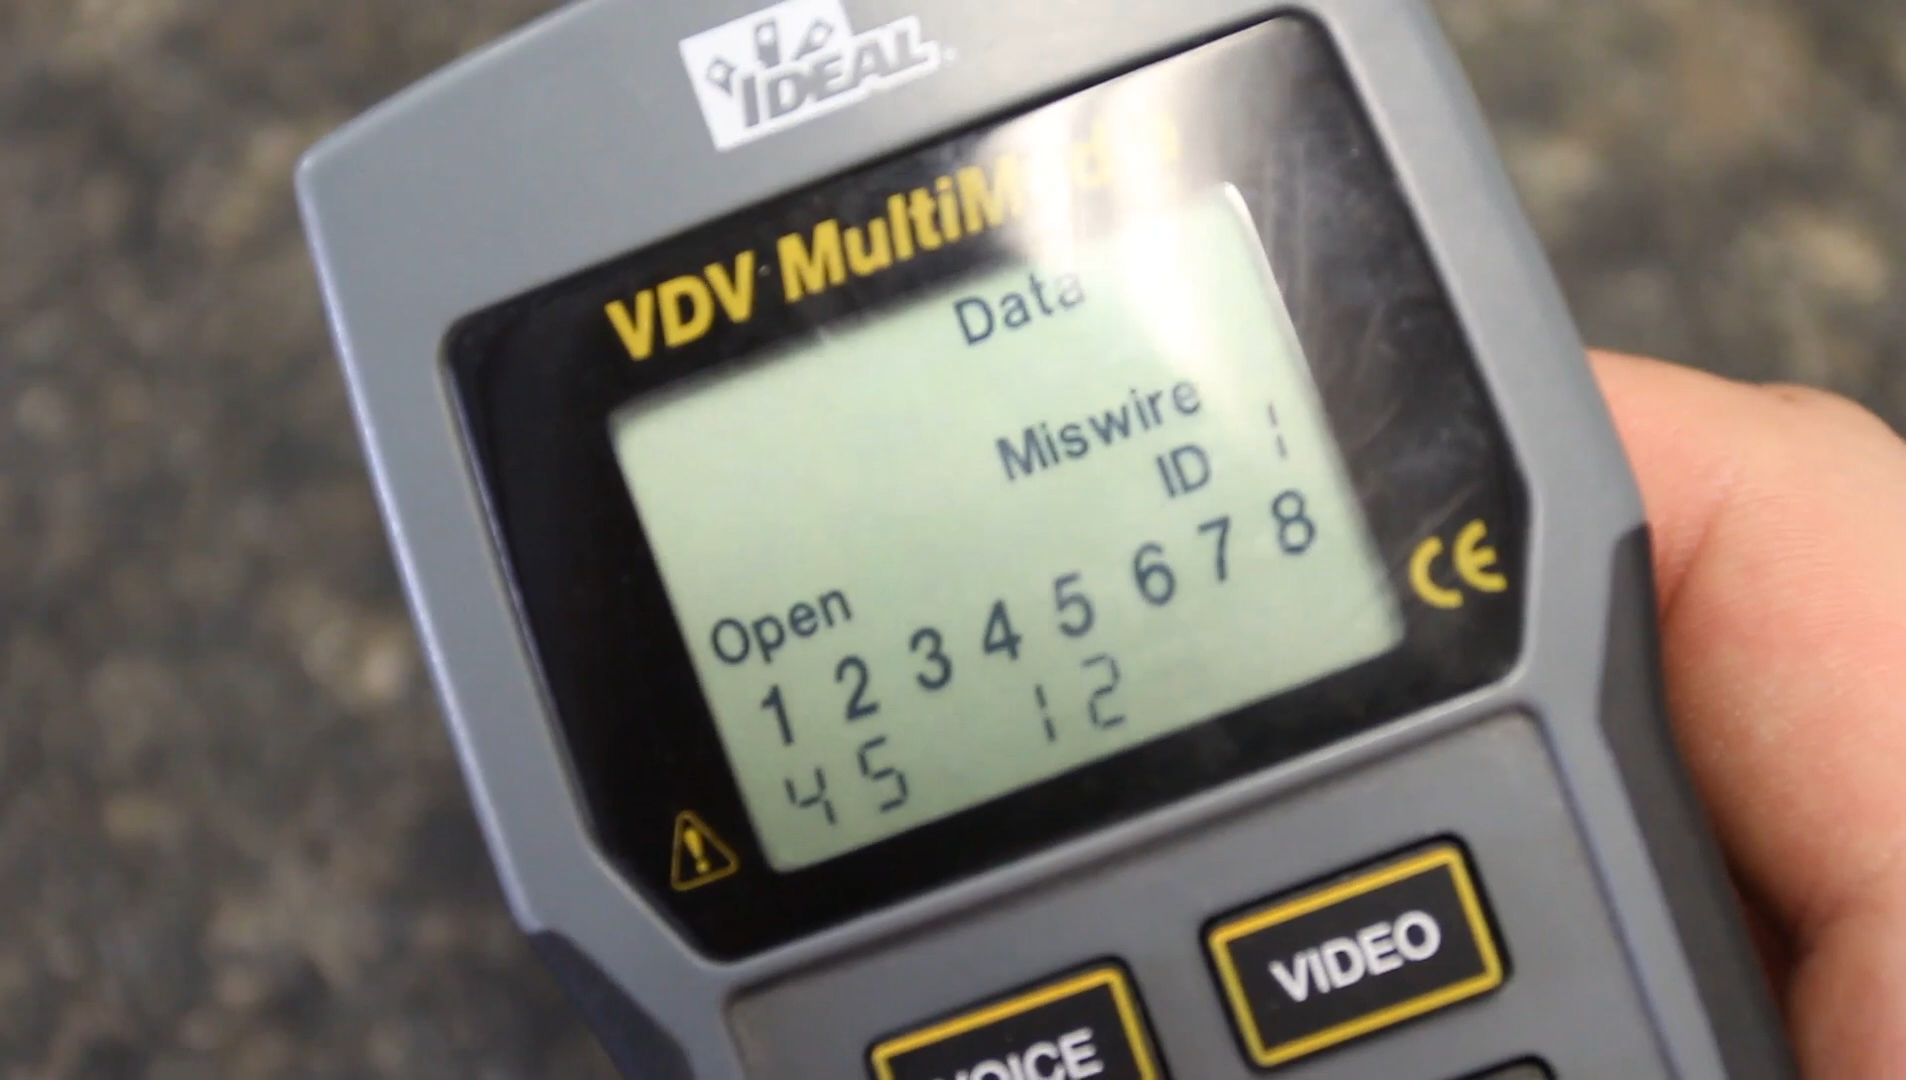 IDEAL
VDV MultiM d
Data
Miswire
ID 1
Open
1 2 3 4 5 6 7 8
4 5 1 2
CE
VIDEO
VOICE